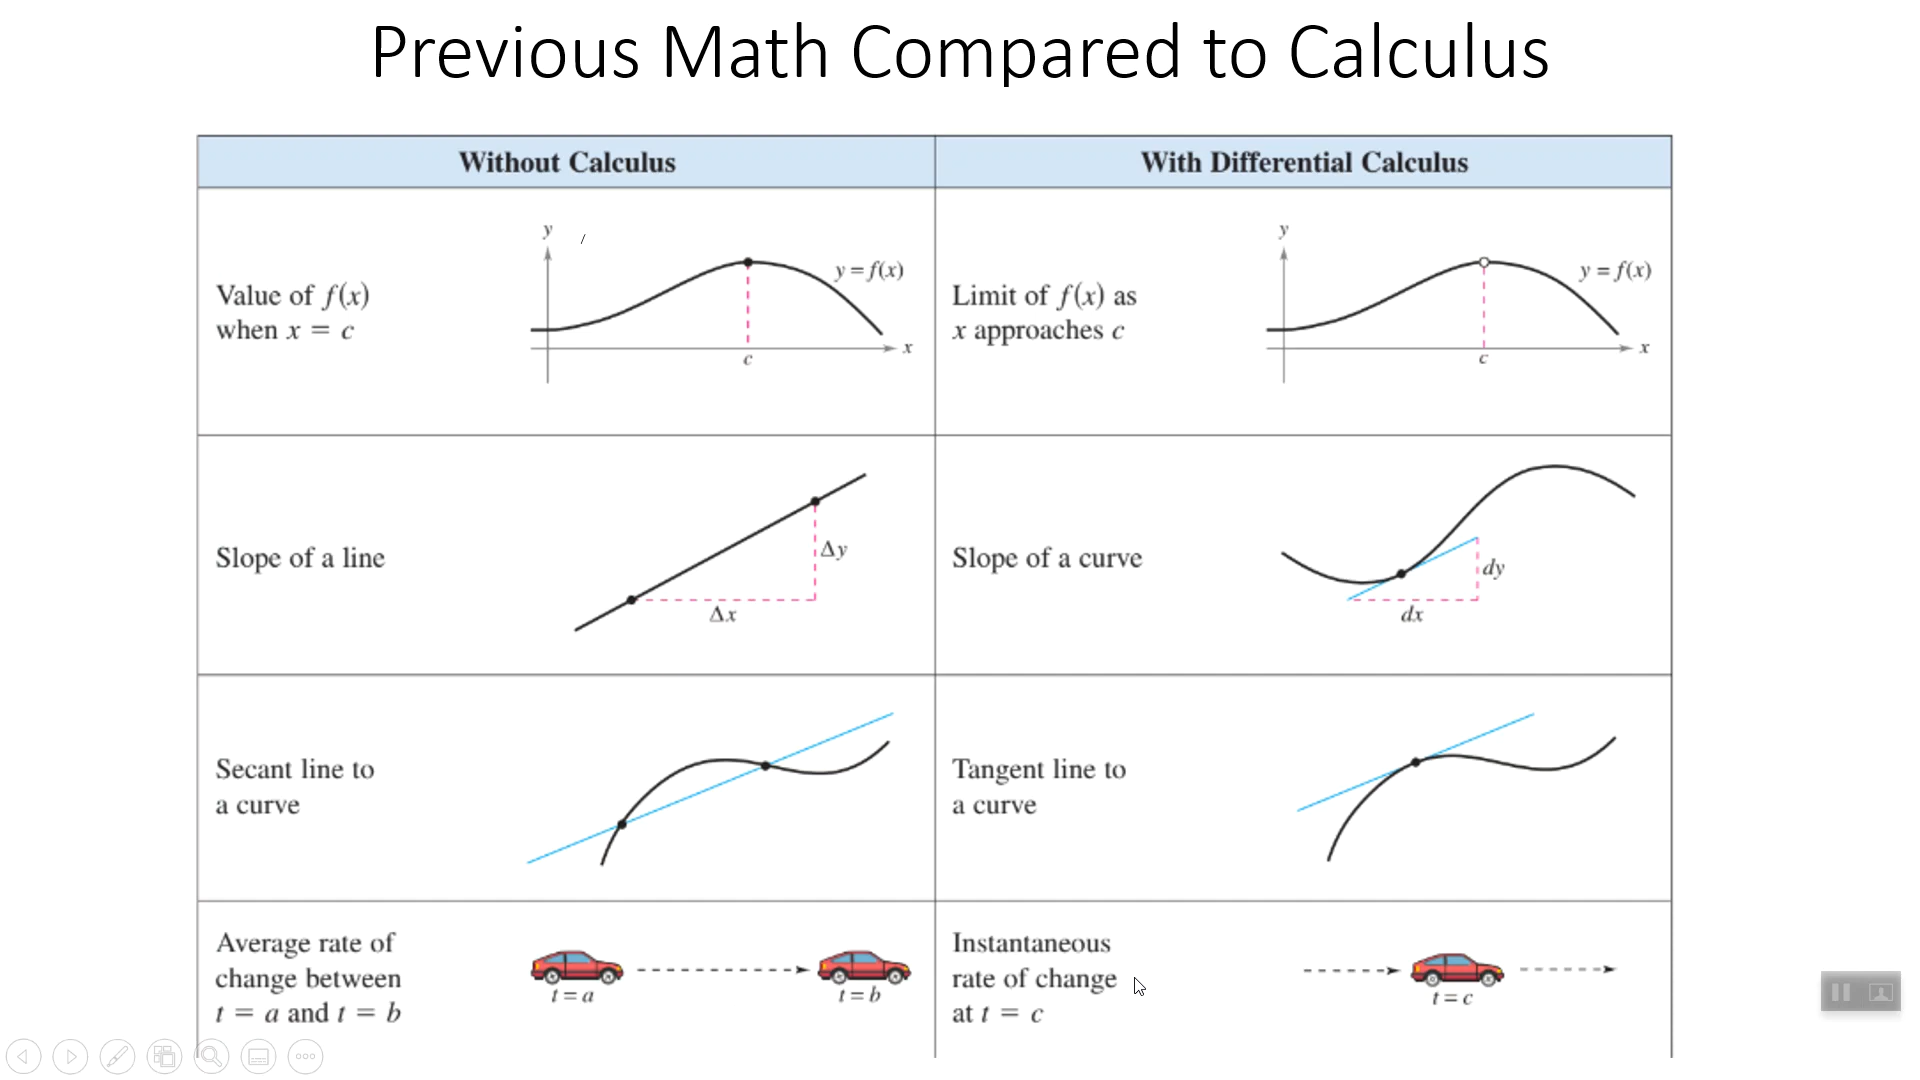 Previous Math Compared to Calculus
Without Calculus
With Differential Calculus
Value of f(x)
when x = c
y
y = f(x)
x
c
Limit of f(x) as
x approaches c
y
y = f(x)
x
c
Slope of a line
Δy
Δx
Slope of a curve
dy
dx
Secant line to
a curve
Tangent line to
a curve
Average rate of
change between
t = a and t = b
t = a
t = b
Instantaneous
rate of change
at t = c
t = c